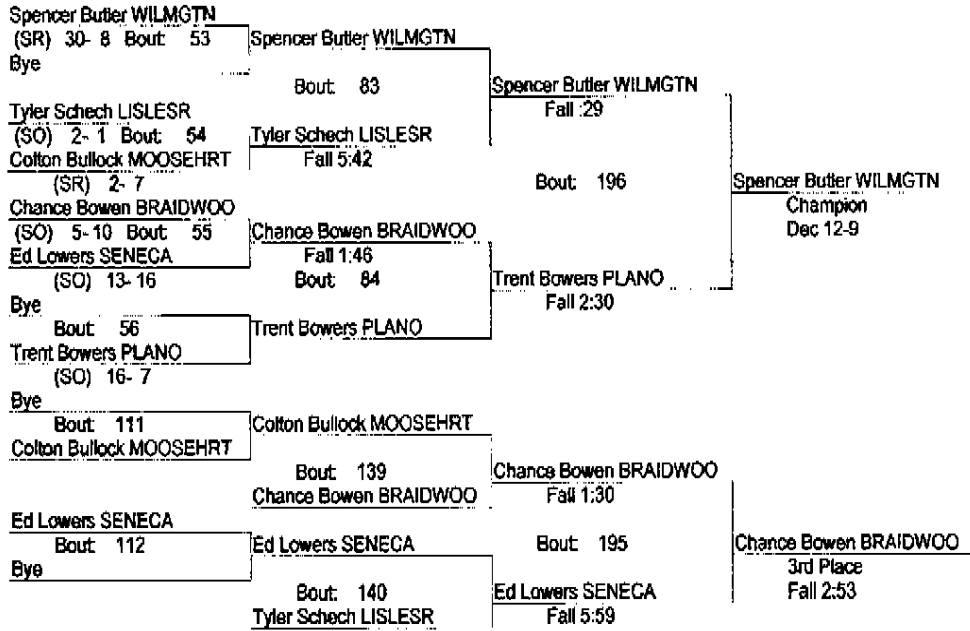 Spencer Butler WILMGTN
(SR) 30- 8 Bout: 53
Bye
Spencer Butler WILMGTN
Bout: 83
Tyler Schech LISLESR
(SO) 2- 1 Bout: 54
Colton Bullock MOOSEHRT
(SR) 2- 7
Tyler Schech LISLESR
Fall 5:42
Spencer Butler WILMGTN
Fall :29
Bout: 196
Chance Bowen BRAIDWOO
(SO) 5-10 Bout: 55
Ed Lowers SENECA
(SO) 13- 16
Chance Bowen BRAIDWOO
Fall 1:46
Bout: 84
Bye
Bout: 56
Trent Bowers PLANO
(SO) 16- 7
Trent Bowers PLANO
Trent Bowers PLANO
Fall 2:30
Spencer Butler WILMGTN
Champion
Dec 12-9
Bye
Bout: 111
Colton Bullock MOOSEHRT
Colton Bullock MOOSEHRT
Bout: 139
Chance Bowen BRAIDWOO
Chance Bowen BRAIDWOO
Fall 1:30
Bout: 195
Ed Lowers SENECA
Bout: 112
Bye
Ed Lowers SENECA
Bout: 140
Tyler Schech LISLESR
Ed Lowers SENECA
Fall 5:59
Chance Bowen BRAIDWOO
3rd Place
Fall 2:53